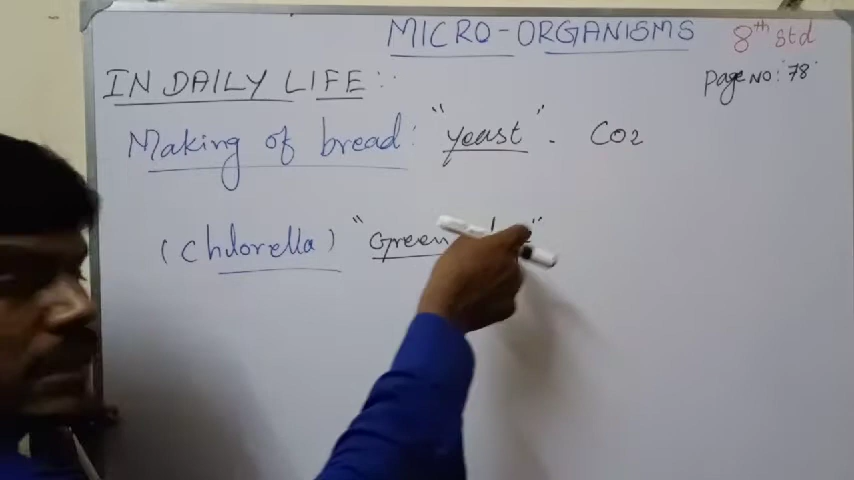 MICRO-ORGANISMS 8th std
IN DAILY LIFE::
Page NO: "78"
Making of bread: "yeast". CO2
(Chlorella) "Green